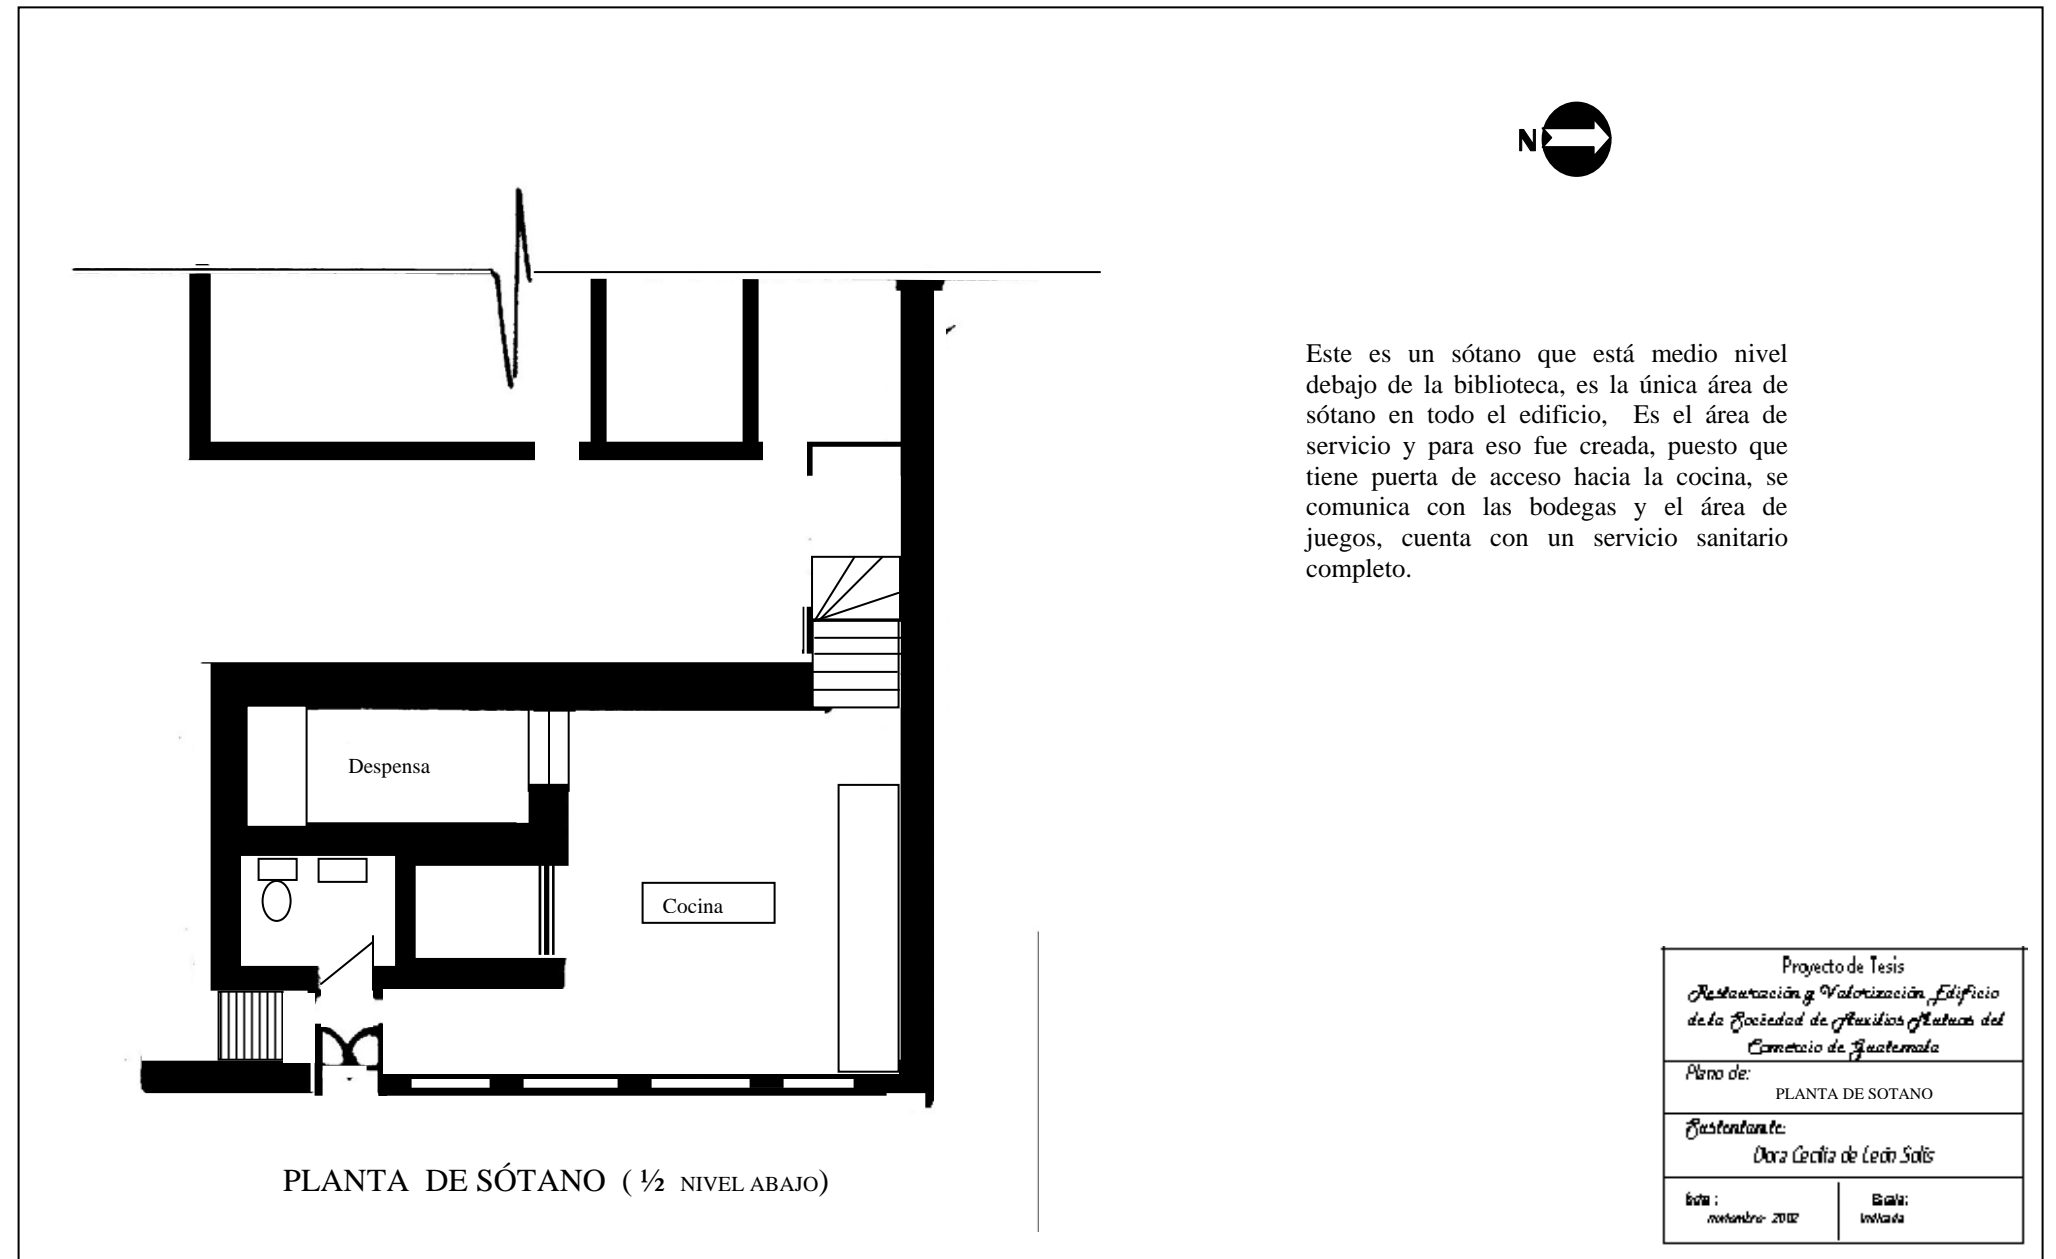 N
Este es un sótano que está medio nivel
debajo de la biblioteca, es la única área de
sótano en todo el edificio, Es el área de
servicio y para eso fue creada, puesto que
tiene puerta de acceso hacia la cocina, se
comunica con las bodegas y el área de
juegos, cuenta con un servicio sanitario
completo.
Despensa
Cocina
PLANTA DE SÓTANO ( ½ NIVEL ABAJO)
Proyecto de Tesis
Restauración y Valorización Edificio
de la Sociedad de Auxilios Mutuos del
Comercio de Guatemala
Plano de:
PLANTA DE SOTANO
Sustentante:
Dora Cecilia de León Solís
fecha : Escala:
noviembre- 2002 indicada